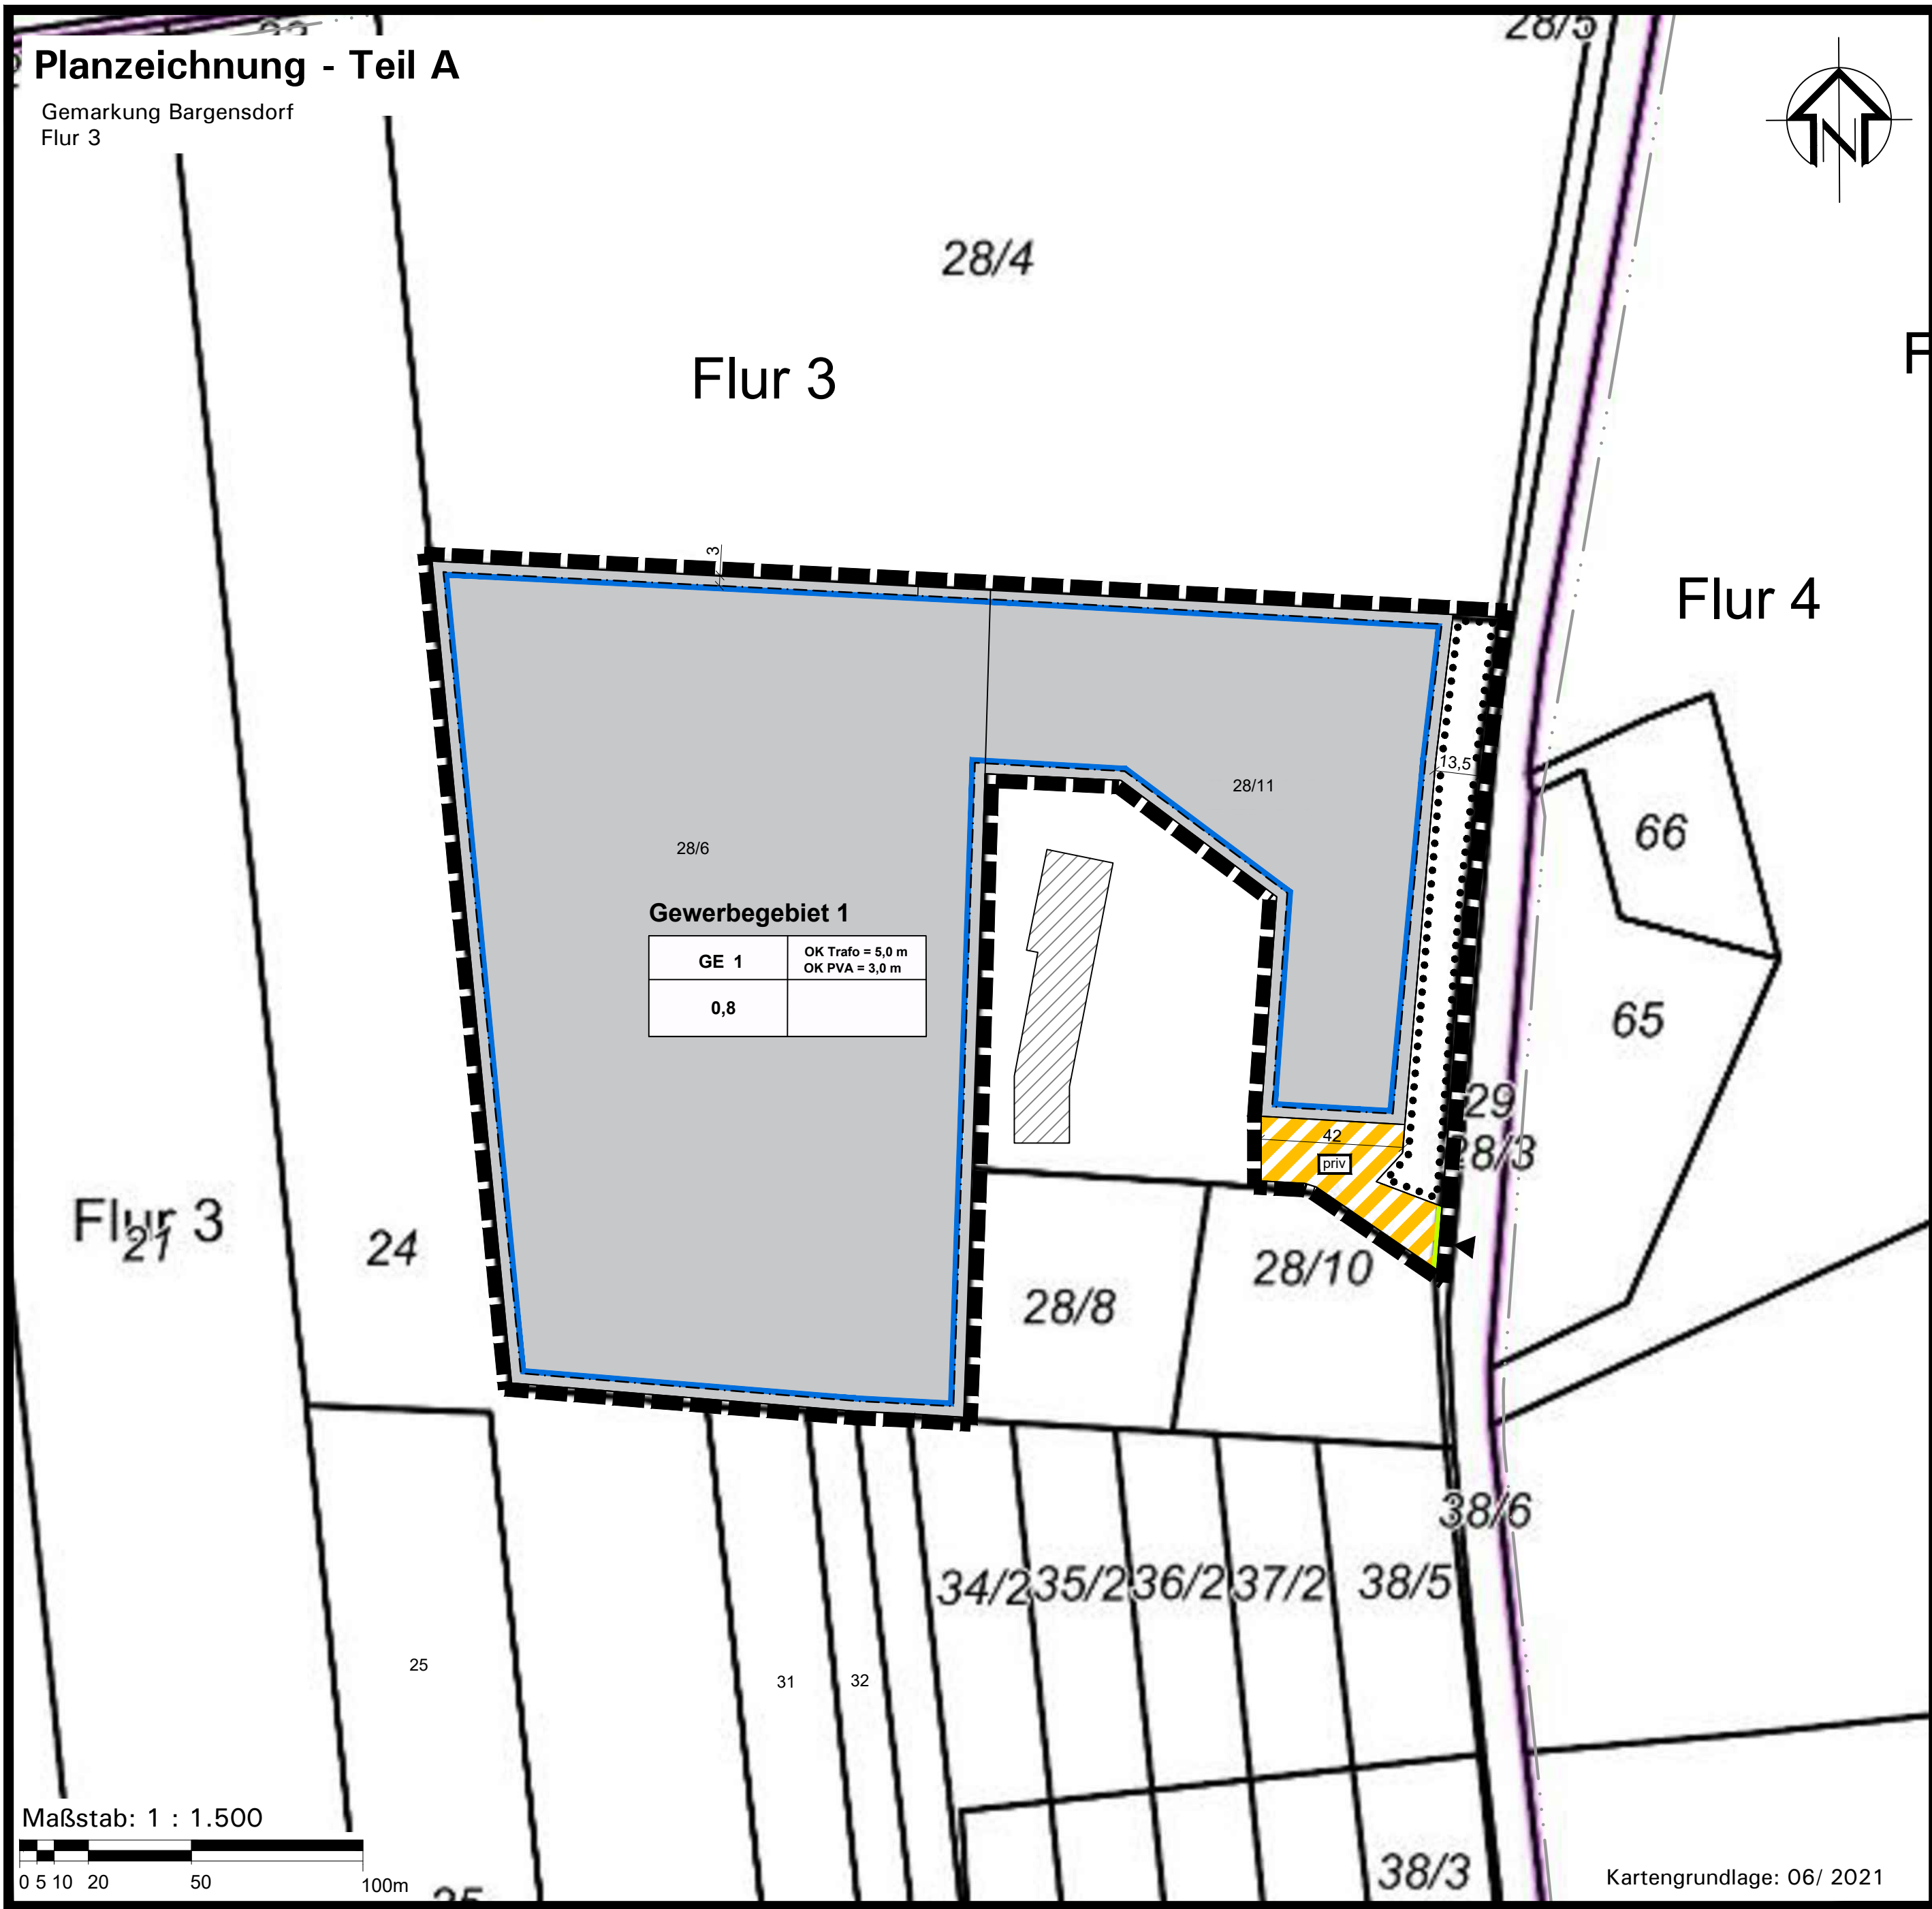 Planzeichnung - Teil A
Gemarkung Bargensdorf
Flur 3
28/5
N
28/4
Flur 3
F
3
Flur 4
13,5
28/11
66
28/6
Gewerbegebiet 1
GE 1
OK Trafo = 5,0 m
OK PVA = 3,0 m
0,8
65
29
42
priv
28/3
Flur 3
21
24
28/10
28/8
38/6
34/2
35/2
36/2
37/2
38/5
25
31
32
Maßstab: 1 : 1.500
0 5 10 20 50 100m
38/3
Kartengrundlage: 06/ 2021